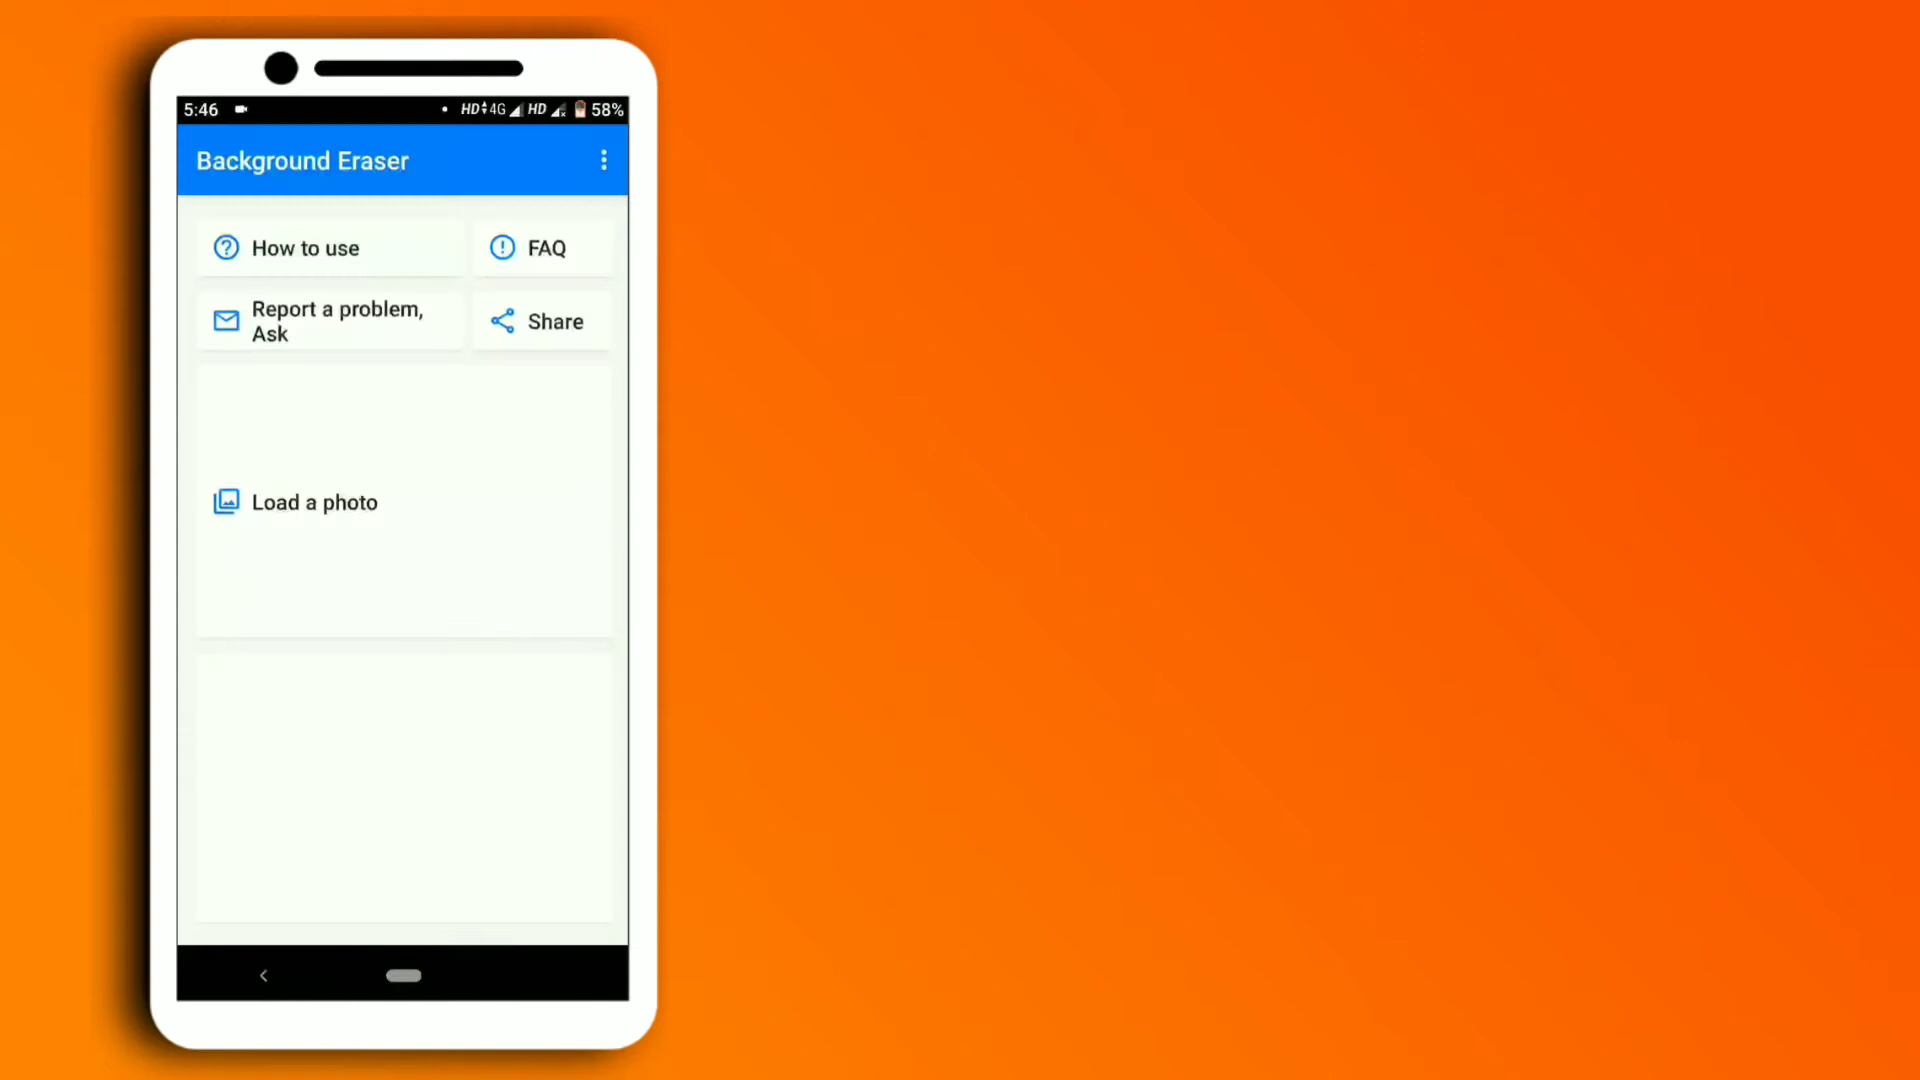 5:46 HD 4G HD 58%
Background Eraser
How to use
FAQ
Report a problem,
Ask
Share
Load a photo